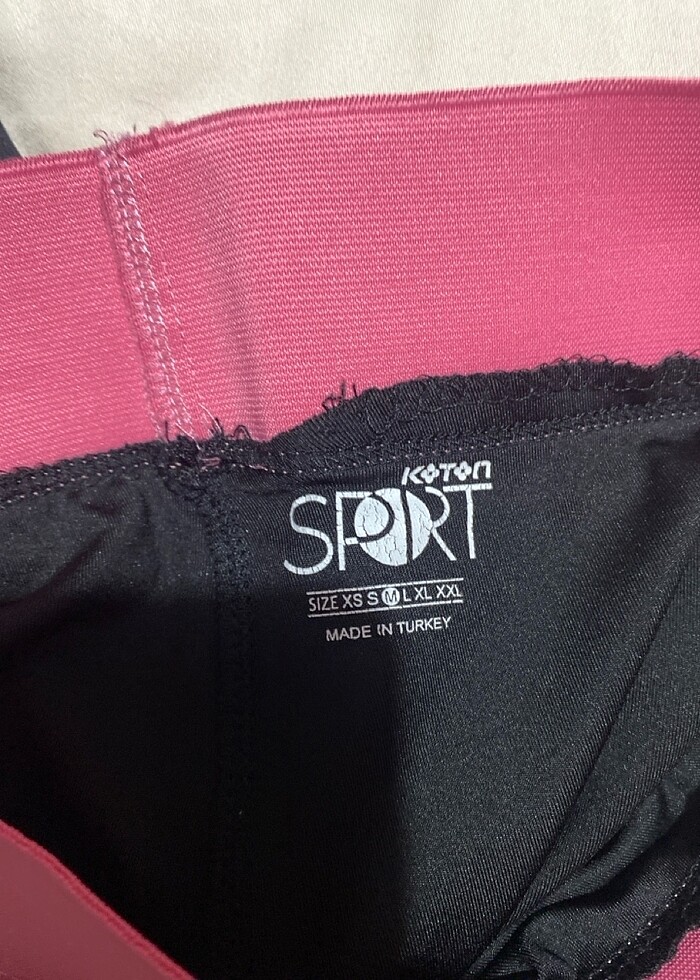 KOTON
SPORT
SIZE XS S M L XL XXL
MADE IN TURKEY